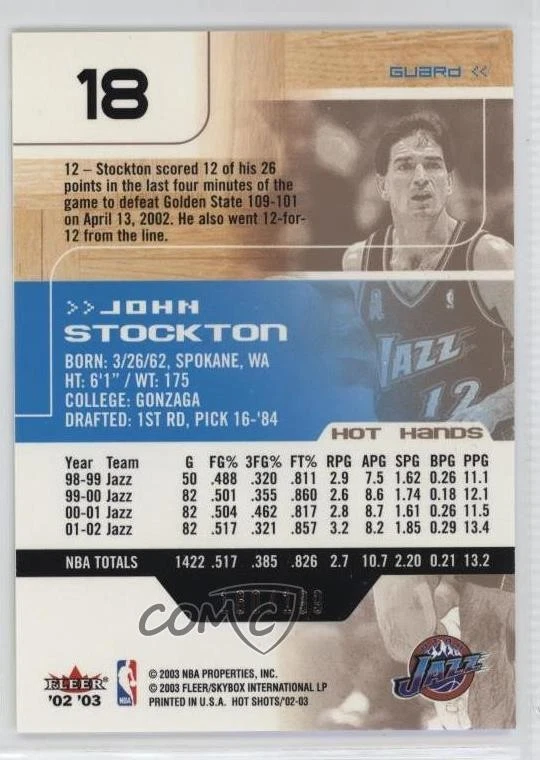 18
GUARD <<
12 – Stockton scored 12 of his 26
points in the last four minutes of the
game to defeat Golden State 109-101
on April 13, 2002. He also went 12-for-
12 from the line.
>>JOHN
STOCKTON
BORN: 3/26/62, SPOKANE, WA
HT: 6'1" / WT: 175
COLLEGE: GONZAGA
DRAFTED: 1ST RD, PICK 16-'84
JAZZ
12
HOT HANDS
Year Team G FG% 3FG% FT% RPG APG SPG BPG PPG
98-99 Jazz 50 .488 .320 .811 2.9 7.5 1.62 0.26 11.1
99-00 Jazz 82 .501 .355 .860 2.6 8.6 1.74 0.18 12.1
00-01 Jazz 82 .504 .462 .817 2.8 8.7 1.61 0.26 11.5
01-02 Jazz 82 .517 .321 .857 3.2 8.2 1.85 0.29 13.4
NBA TOTALS 1422 .517 .385 .826 2.7 10.7 2.20 0.21 13.2
COMC
JAZZ
FLEER
'02 '03
NBA
© 2003 NBA PROPERTIES, INC.
© 2003 FLEER/SKYBOX INTERNATIONAL LP
PRINTED IN U.S.A. HOT SHOTS/'02-03